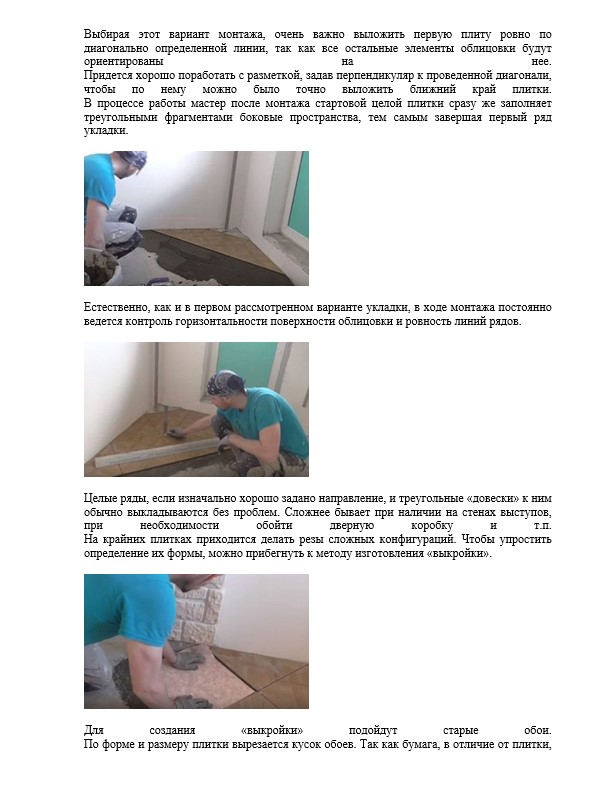 Выбирая этот вариант монтажа, очень важно выложить первую плиту ровно по
диагонально определенной линии, так как все остальные элементы облицовки будут
ориентированы на нее.
Придется хорошо поработать с разметкой, задав перпендикуляр к проведенной диагонали,
чтобы по нему можно было точно выложить ближний край плитки.
В процессе работы мастер после монтажа стартовой целой плитки сразу же заполняет
треугольными фрагментами боковые пространства, тем самым завершая первый ряд
укладки.
Естественно, как и в первом рассмотренном варианте укладки, в ходе монтажа постоянно
ведется контроль горизонтальности поверхности облицовки и ровность линий рядов.
Целые ряды, если изначально хорошо задано направление, и треугольные «довески» к ним
обычно выкладываются без проблем. Сложнее бывает при наличии на стенах выступов,
при необходимости обойти дверную коробку и т.п.
На крайних плитках приходится делать резы сложных конфигураций. Чтобы упростить
определение их формы, можно прибегнуть к методу изготовления «выкройки».
Для создания «выкройки» подойдут старые обои.
По форме и размеру плитки вырезается кусок обоев. Так как бумага, в отличие от плитки,